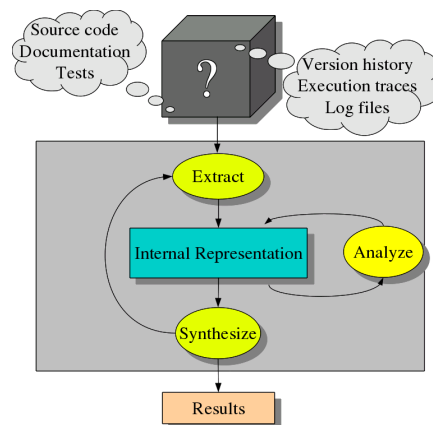 Source code
Documentation
Tests
?
Version history
Execution traces
Log files
Extract
Internal Representation
Analyze
Synthesize
Results